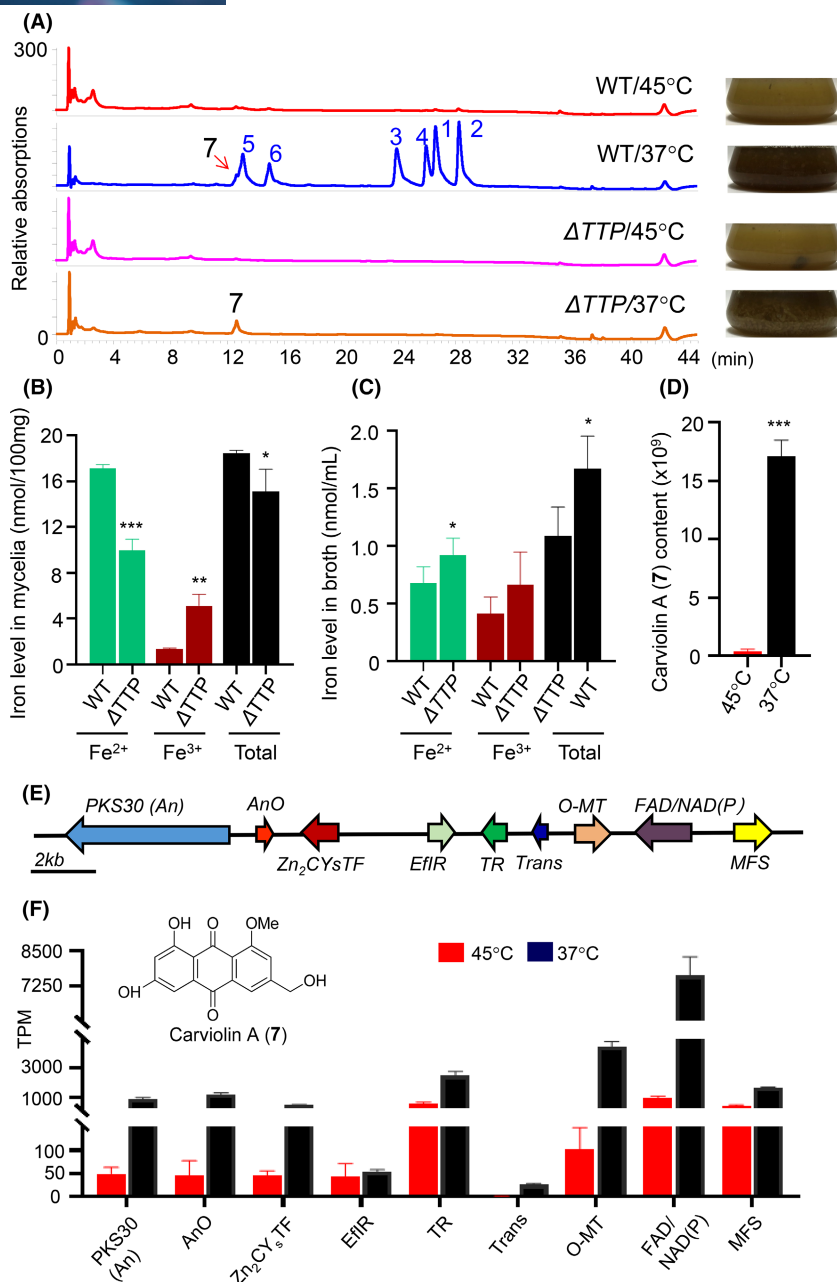 (A)
300
Relative absorptions
0
WT/45°C
7 5 6 3 4 1 2
WT/37°C
ΔTTP/45°C
7
ΔTTP/37°C
0 4 8 12 16 20 24 28 32 36 40 44 (min)
(B)
Iron level in mycelia (nmol/100mg)
20
16
12
8
4
0
*** ** *
WT ΔTTP WT ΔTTP WT ΔTTP
Fe2+ Fe3+ Total
(C)
Iron level in broth (nmol/mL)
2.0
1.5
1.0
0.5
0
* *
WT ΔTTP WT ΔTTP ΔTTP WT
Fe2+ Fe3+ Total
(D)
Carviolin A (7) content (x10⁹)
20
15
10
5
0
***
45°C 37°C
(E)
PKS30 (An) AnO O-MT FAD/NAD(P)
2kb Zn2CYsTF EflR TR Trans MFS
(F)
TPM
8500
7250
3000
1000
100
50
0
OH O OMe
OH O OH
Carviolin A (7)
45°C 37°C
PKS30 (An)
AnO
Zn2CYsTF
EflR
TR
Trans
O-MT
FAD/ NAD(P)
MFS